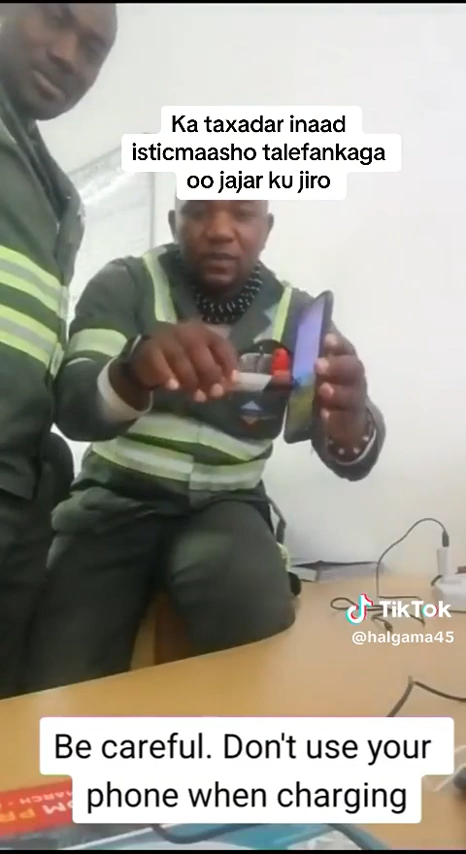 Ka taxadar inaad
isticmaasho talefankaga
oo jajar ku jiro
TikTok
@halgama45
Be careful. Don't use your
phone when charging